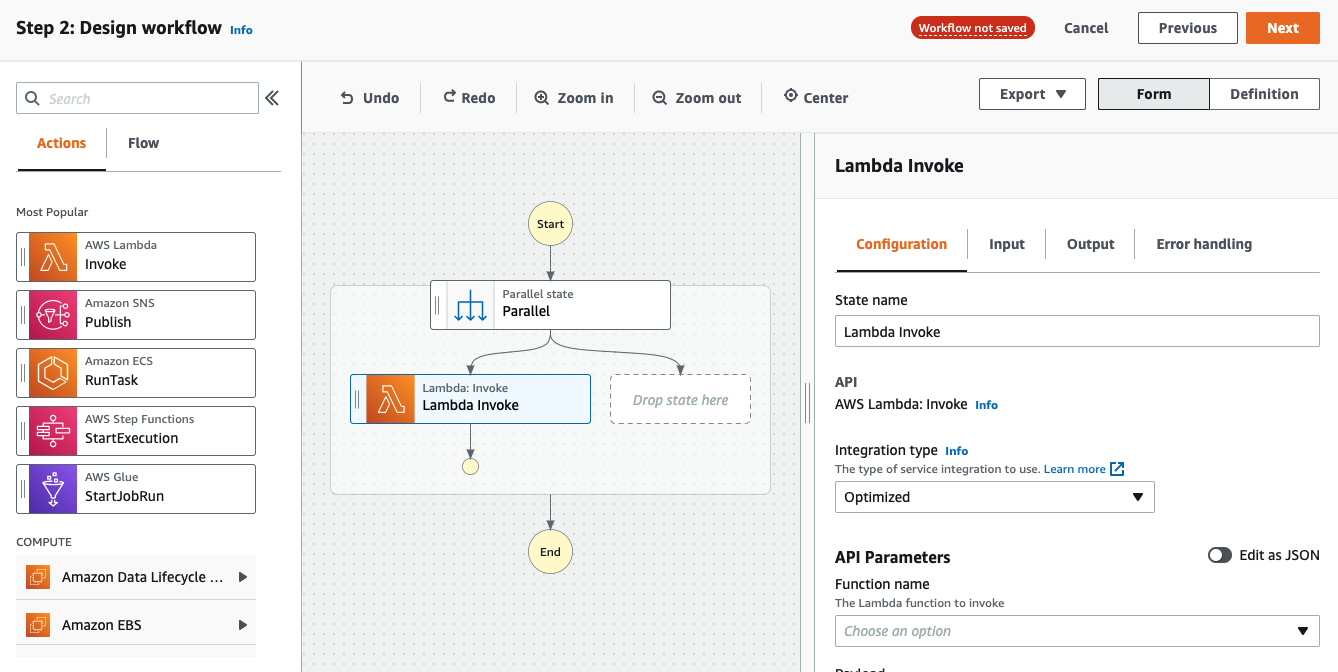 Step 2: Design workflow Info
Workflow not saved
Cancel
Previous
Next
Search
Actions
Flow
Most Popular
AWS Lambda
Invoke
Amazon SNS
Publish
Amazon ECS
RunTask
AWS Step Functions
StartExecution
AWS Glue
StartJobRun
COMPUTE
Amazon Data Lifecycle ...
Amazon EBS
Undo
Redo
Zoom in
Zoom out
Center
Export
Form
Definition
Start
Parallel state
Parallel
Lambda: Invoke
Lambda Invoke
Drop state here
End
Lambda Invoke
Configuration
Input
Output
Error handling
State name
Lambda Invoke
API
AWS Lambda: Invoke Info
Integration type Info
The type of service integration to use. Learn more
Optimized
API Parameters
Edit as JSON
Function name
The Lambda function to invoke
Choose an option
Payload